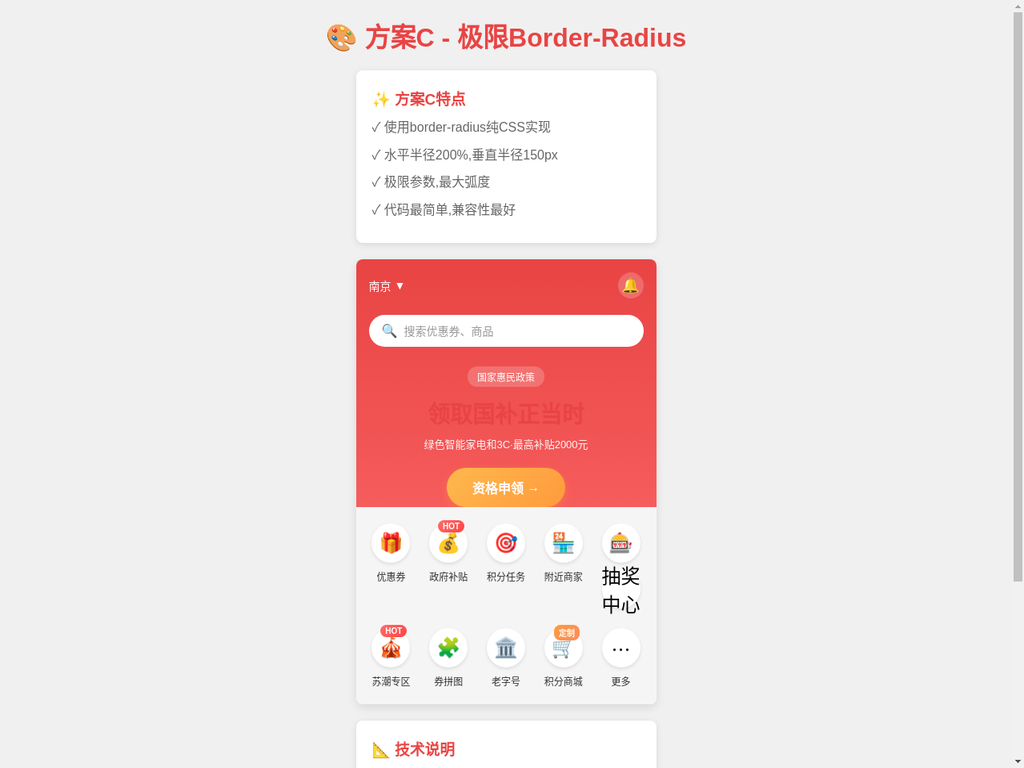 方案C - 极限Border-Radius
方案C特点
✓ 使用border-radius纯CSS实现
✓ 水平半径200%,垂直半径150px
✓ 极限参数,最大弧度
✓ 代码最简单,兼容性最好
南京 ▼
搜索优惠券、商品
国家惠民政策
领取国补正当时
绿色智能家电和3C·最高补贴2000元
资格申领 →
HOT
优惠券
政府补贴
积分任务
附近商家
抽奖
中心
HOT
定制
苏潮专区
券拼图
老字号
积分商城
更多
技术说明